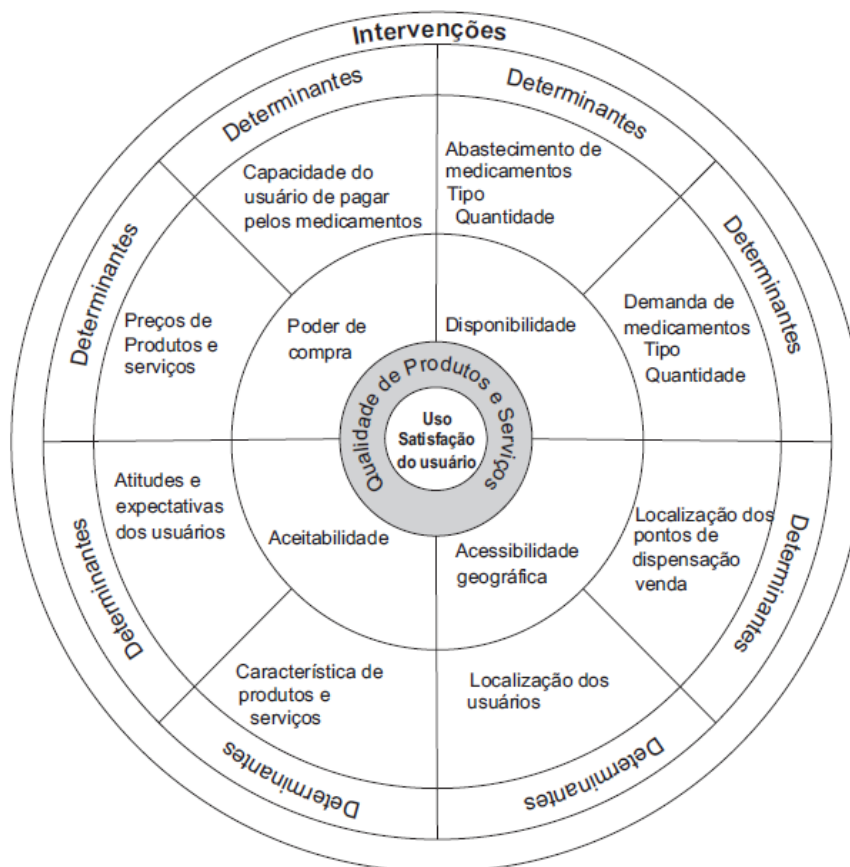 Intervenções
Determinantes
Determinantes
Determinantes
Determinantes
Determinantes
Determinantes
Determinantes
Determinantes
Capacidade do
usuário de pagar
pelos medicamentos
Abastecimento de
medicamentos
Tipo
Quantidade
Preços de
Produtos e
serviços
Poder de
compra
Disponibilidade
Demanda de
medicamentos
Tipo
Quantidade
Qualidade de Produtos e Serviços
Uso
Satisfação
do usuário
Atitudes e
expectativas
dos usuários
Aceitabilidade
Acessibilidade
geográfica
Localização dos
pontos de
dispensação
venda
Característica de
produtos e
serviços
Localização dos
usuários